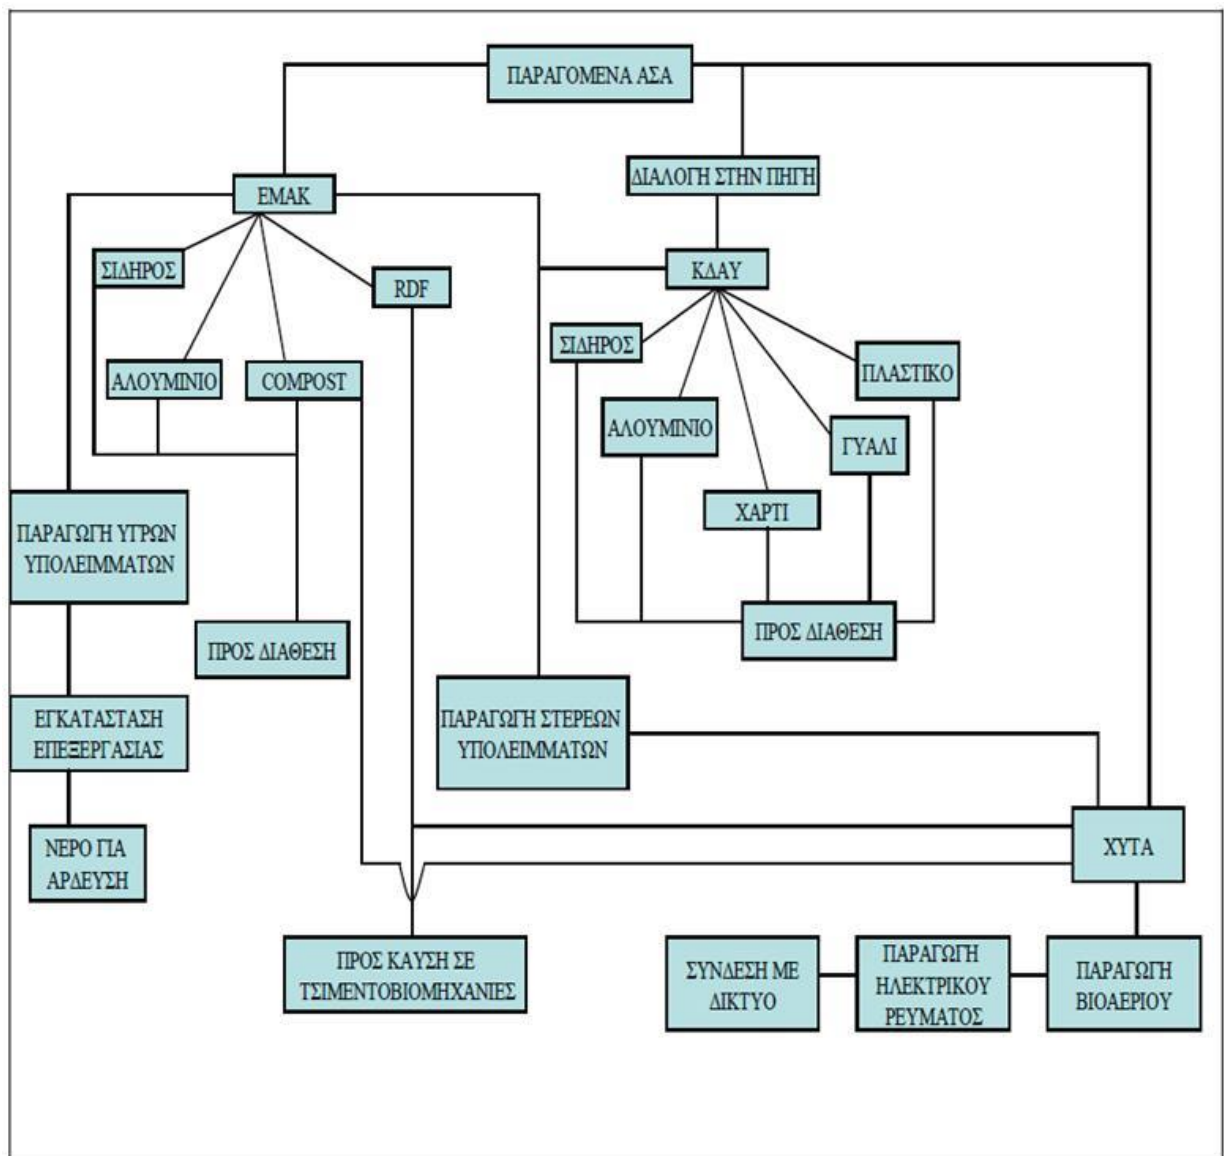 ΠΑΡΑΓΟΜΕΝΑ ΑΣΑ
ΔΙΑΛΟΓΗ ΣΤΗΝ ΠΗΓΗ
ΕΜΑΚ
ΣΙΔΗΡΟΣ
ΚΔΑΥ
RDF
ΣΙΔΗΡΟΣ
ΠΛΑΣΤΙΚΟ
ΑΛΟΥΜΙΝΙΟ
COMPOST
ΑΛΟΥΜΙΝΙΟ
ΓΥΑΛΙ
ΧΑΡΤΙ
ΠΑΡΑΓΩΓΗ ΥΓΡΩΝ
ΥΠΟΛΕΙΜΜΑΤΩΝ
ΠΡΟΣ ΔΙΑΘΕΣΗ
ΠΡΟΣ ΔΙΑΘΕΣΗ
ΕΓΚΑΤΑΣΤΑΣΗ
ΕΠΕΞΕΡΓΑΣΙΑΣ
ΠΑΡΑΓΩΓΗ ΣΤΕΡΕΩΝ
ΥΠΟΛΕΙΜΜΑΤΩΝ
ΝΕΡΟ ΓΙΑ
ΑΡΔΕΥΣΗ
ΧΥΤΑ
ΠΡΟΣ ΚΑΥΣΗ ΣΕ
ΤΣΙΜΕΝΤΟΒΙΟΜΗΧΑΝΙΕΣ
ΣΥΝΔΕΣΗ ΜΕ
ΔΙΚΤΥΟ
ΠΑΡΑΓΩΓΗ
ΗΛΕΚΤΡΙΚΟΥ
ΡΕΥΜΑΤΟΣ
ΠΑΡΑΓΩΓΗ
ΒΙΟΑΕΡΙΟΥ